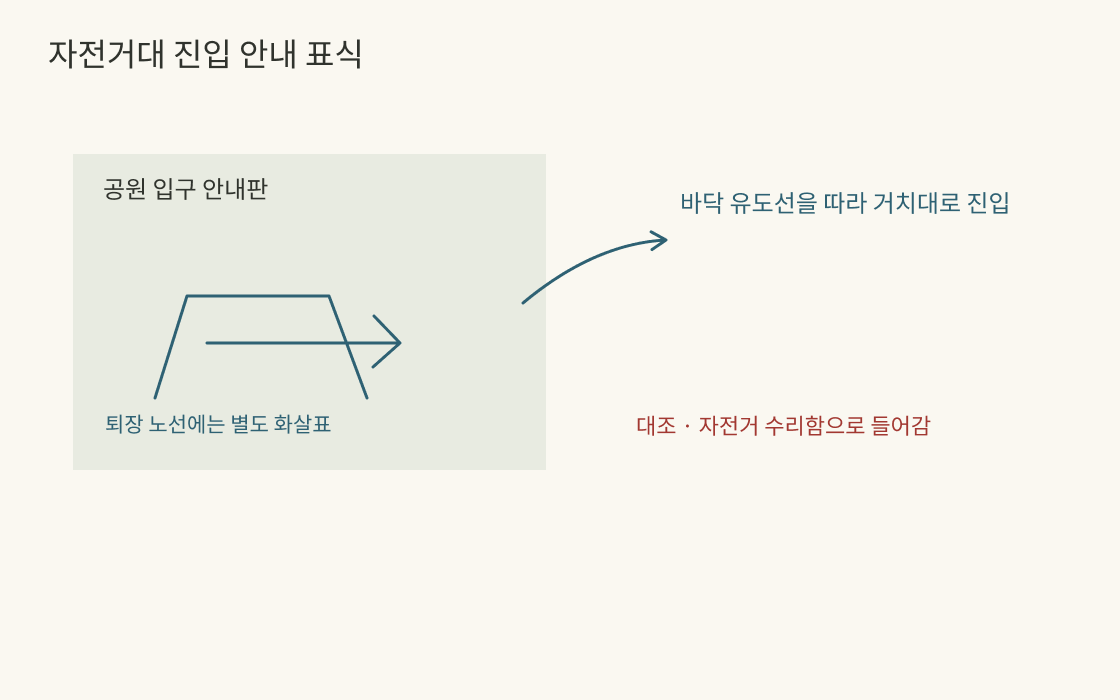 자전거대 진입 안내 표식
공원 입구 안내판
바닥 유도선을 따라 거치대로 진입
퇴장 노선에는 별도 화살표
대조 · 자전거 수리함으로 들어감